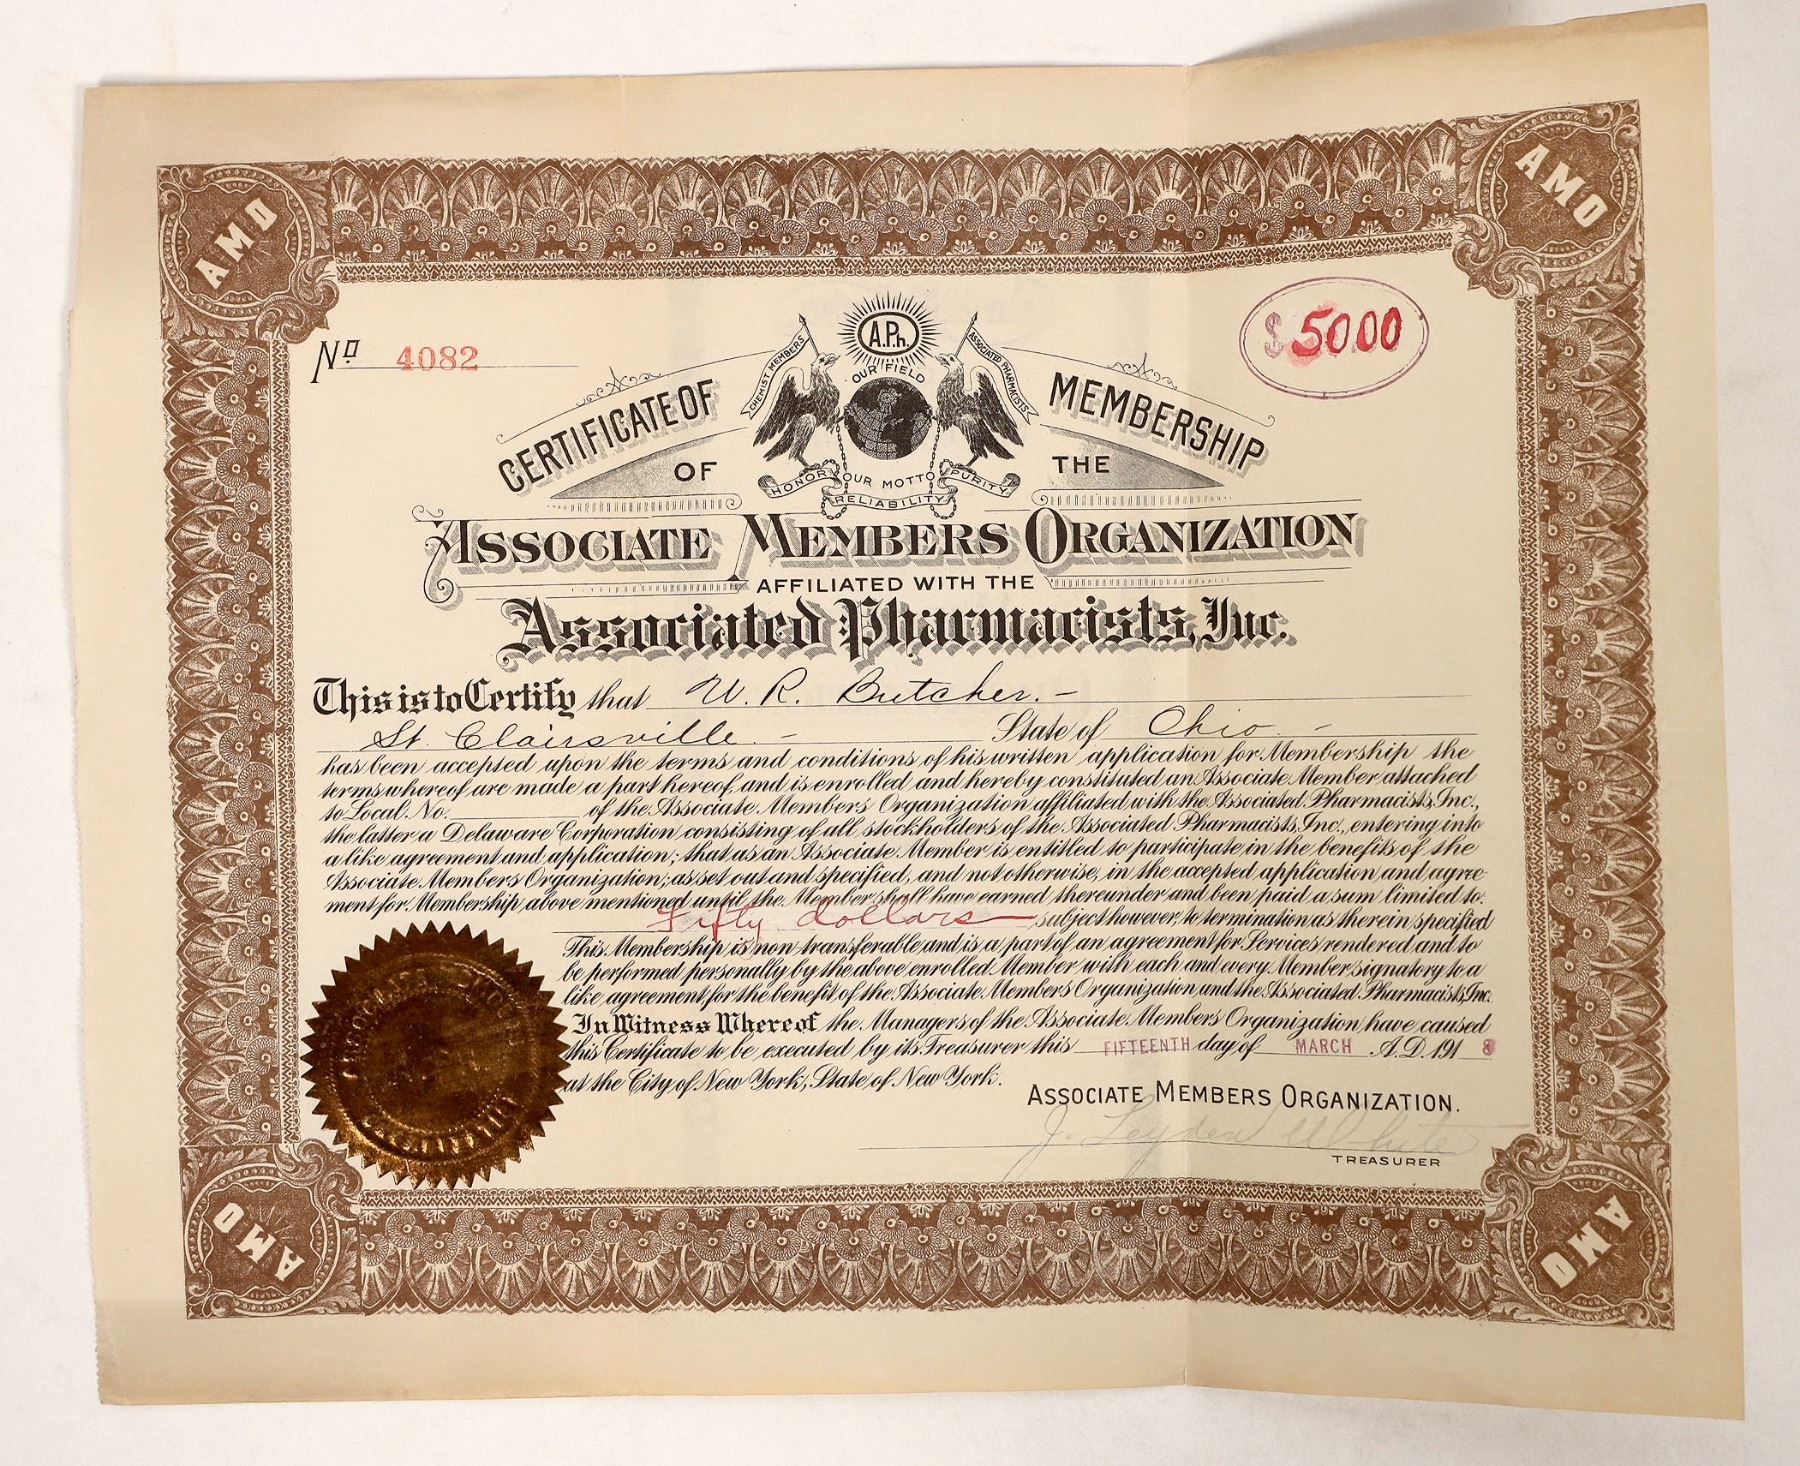 AMO
AMO
No 4082
$ 50.00
A.Ph.
CHEMIST MEMBERS
ASSOCIATED PHARMACISTS
OUR FIELD
CERTIFICATE OF MEMBERSHIP
OF THE
HONOR OUR MOTTO PURITY
RELIABILITY
ASSOCIATE MEMBERS ORGANIZATION
AFFILIATED WITH THE
Associated Pharmacists, Inc.
This is to Certify that W. R. Butcher. -
St. Clairsville - State of Ohio -
has been accepted upon the terms and conditions of his written application for Membership the
terms whereof are made a part hereof, and is enrolled and hereby constituted an Associate Member attached
to Local No. of the Associate Members Organization affiliated with the Associated Pharmacists, Inc.,
the latter a Delaware Corporation consisting of all stockholders of the Associated Pharmacists, Inc., entering into
a like agreement and application; that as an Associate Member is entitled to participate in the benefits of the
Associate Members Organization; as set out and specified, and not otherwise, in the accepted application and agree-
ment for Membership above mentioned until the Member shall have earned thereunder and been paid a sum limited to
Fifty dollars subject however, to termination as therein specified
This Membership is non-transferable and is a part of an agreement for Services rendered and to
be performed personally by the above enrolled Member with each and every Member signatory to a
like agreement for the benefit of the Associate Members Organization and the Associated Pharmacists, Inc.
In Witness Whereof the Managers of the Associate Members Organization have caused
this Certificate to be executed by its Treasurer this FIFTEENTH day of MARCH A.D. 191 8
at the City of New York, State of New York.
ASSOCIATE MEMBERS ORGANIZATION.
J. Leyden White
TREASURER
AMO
AMO